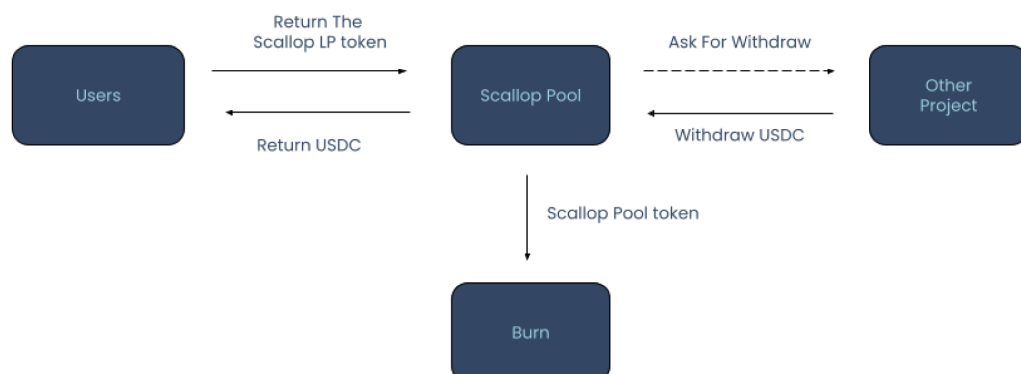 Return The
Scallop LP token
Ask For Withdraw
Users
Scallop Pool
Other
Project
Return USDC
Withdraw USDC
Scallop Pool token
Burn